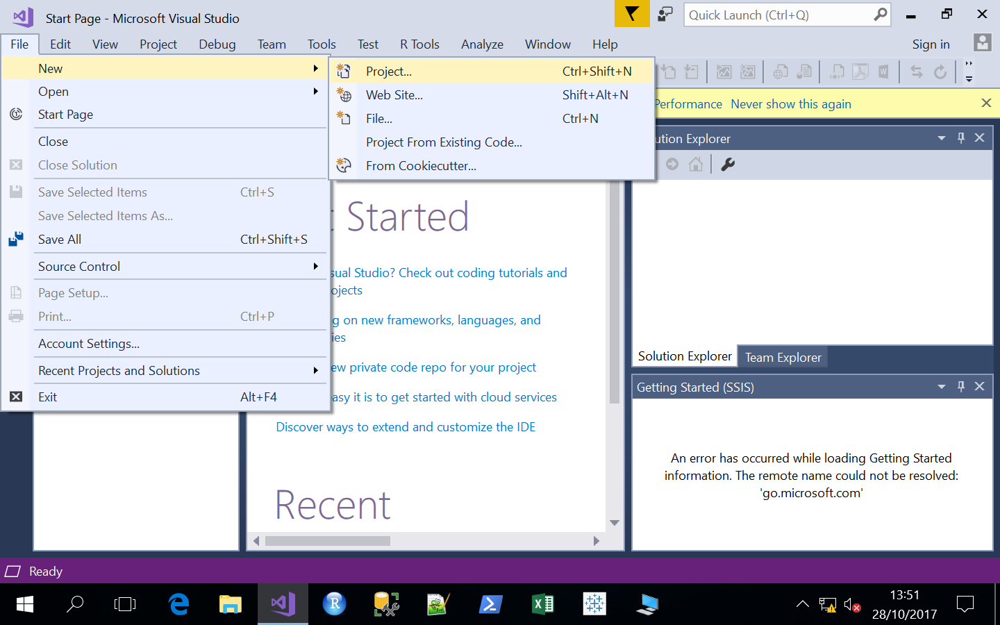 Start Page - Microsoft Visual Studio
Quick Launch (Ctrl+Q)
File Edit View Project Debug Team Tools Test R Tools Analyze Window Help Sign in
New
Open
Start Page
Close
Close Solution
Save Selected Items Ctrl+S
Save Selected Items As...
Save All Ctrl+Shift+S
Source Control
Page Setup...
Print... Ctrl+P
Account Settings...
Recent Projects and Solutions
Exit Alt+F4
Project... Ctrl+Shift+N
Web Site... Shift+Alt+N
File... Ctrl+N
Project From Existing Code...
From Cookiecutter...
Performance Never show this again
Started
Studio? Check out coding tutorials and
on new frameworks, languages, and
private code repo for your project
it is to get started with cloud services
Discover ways to extend and customize the IDE
Recent
Explorer
Solution Explorer Team Explorer
Getting Started (SSIS)
An error has occurred while loading Getting Started
information. The remote name could not be resolved:
'go.microsoft.com'
Ready
13:51
28/10/2017